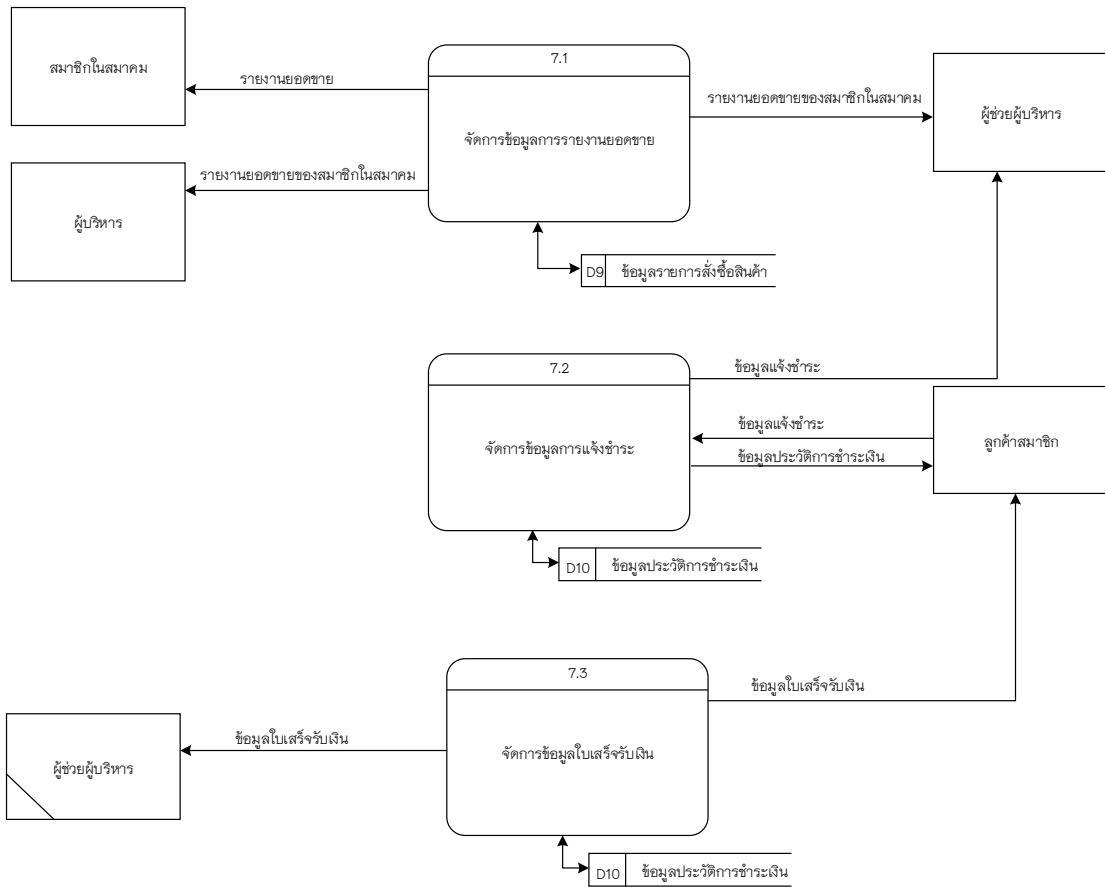 สมาชิกในสมาคม
รายงานยอดขาย
7.1
จัดการข้อมูลการรายงานยอดขาย
รายงานยอดขายของสมาชิกในสมาคม
ผู้ช่วยผู้บริหาร
ผู้บริหาร
รายงานยอดขายของสมาชิกในสมาคม
D9 ข้อมูลรายการสั่งซื้อสินค้า
7.2
จัดการข้อมูลการแจ้งชำระ
ข้อมูลแจ้งชำระ
ข้อมูลแจ้งชำระ
ข้อมูลประวัติการชำระเงิน
ลูกค้าสมาชิก
D10 ข้อมูลประวัติการชำระเงิน
7.3
จัดการข้อมูลใบเสร็จรับเงิน
ข้อมูลใบเสร็จรับเงิน
ข้อมูลใบเสร็จรับเงิน
ผู้ช่วยผู้บริหาร
D10 ข้อมูลประวัติการชำระเงิน